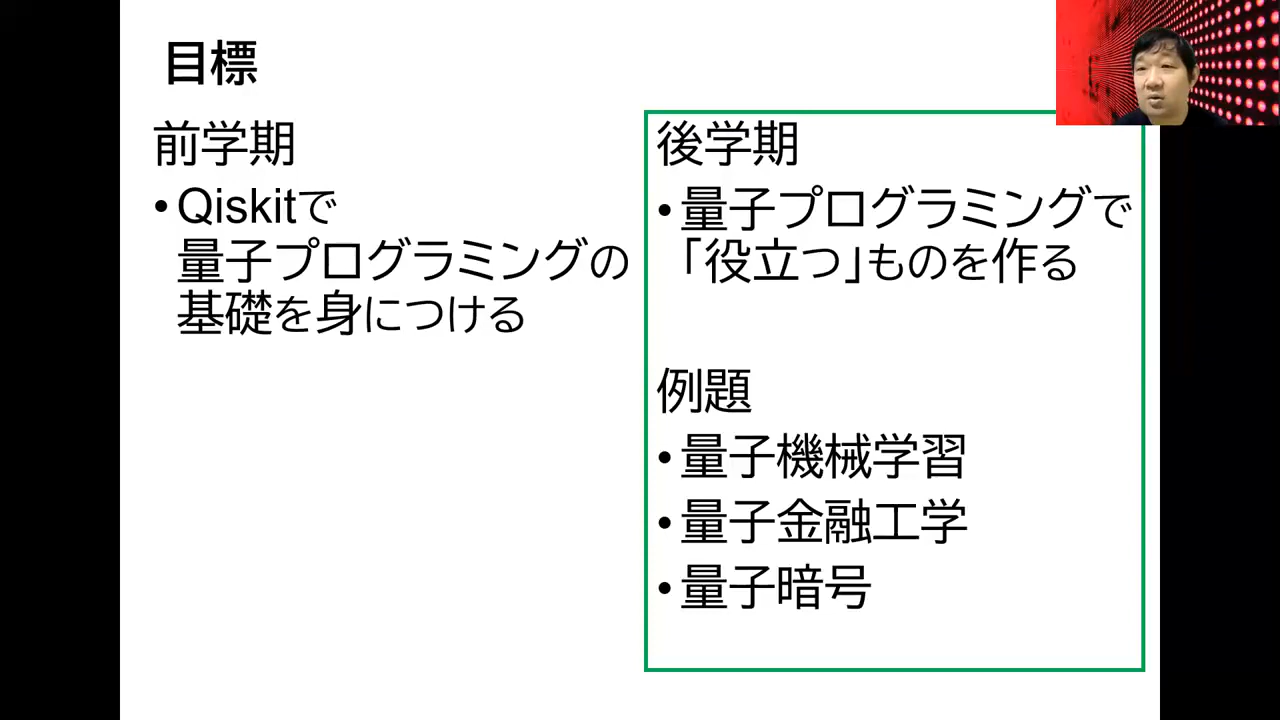 目標
前学期
•Qiskitで
量子プログラミングの
基礎を身につける
後学期
•量子プログラミングで
「役立つ」ものを作る
例題
•量子機械学習
•量子金融工学
•量子暗号